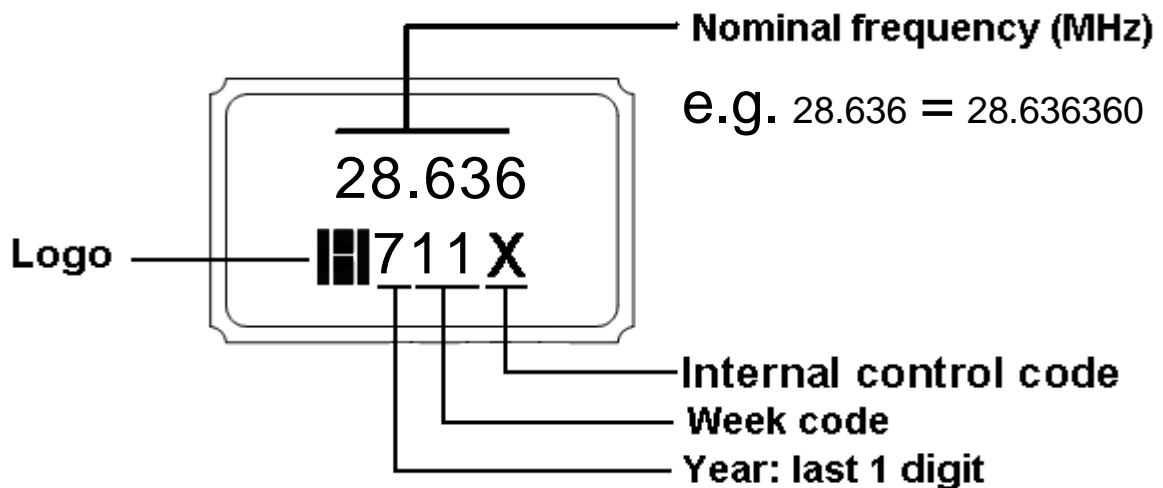 Nominal frequency (MHz)
e.g. 28.636 = 28.636360
28.636
Logo
711 X
Internal control code
Week code
Year: last 1 digit